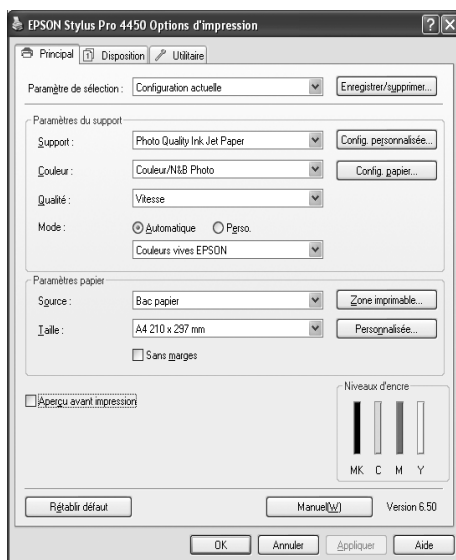 EPSON Stylus Pro 4450 Options d'impression
Principal Disposition Utilitaire
Paramètre de sélection : Configuration actuelle Enregistrer/supprimer...
Paramètres du support
Support : Photo Quality Ink Jet Paper Config. personnalisée...
Couleur : Couleur/N&B Photo Config. papier...
Qualité : Vitesse
Mode : Automatique Perso.
Couleurs vives EPSON
Paramètres papier
Source : Bac papier Zone imprimable...
Taille : A4 210 x 297 mm Personnalisée...
Sans marges
Aperçu avant impression
Niveaux d'encre
MK C M Y
Rétablir défaut Manuel(W) Version 6.50
OK Annuler Appliquer Aide